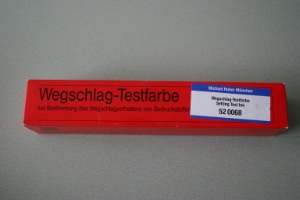 Wegschlag-Testfarbe
zur Bestimmung des Wegschlagverhaltens von Bedruckstoffen
Michael Huber München
Wegschlag-Testfarbe
Setting Test Ink
52 0068